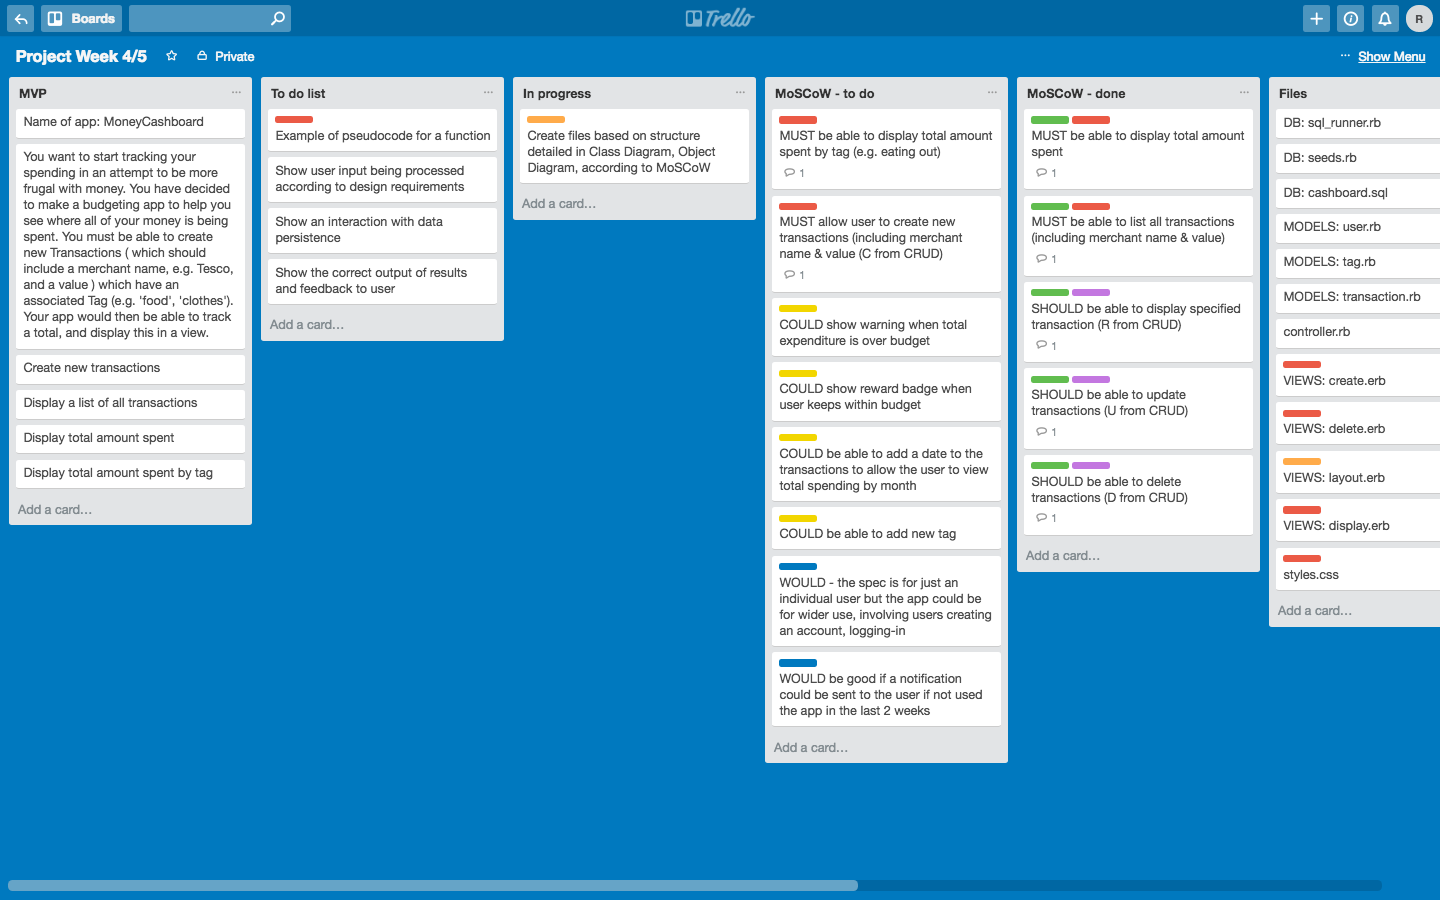 Boards
Trello
R
Project Week 4/5
Private
... Show Menu
MVP
...
Name of app: MoneyCashboard
You want to start tracking your
spending in an attempt to be more
frugal with money. You have decided
to make a budgeting app to help you
see where all of your money is being
spent. You must be able to create
new Transactions ( which should
include a merchant name, e.g. Tesco,
and a value ) which have an
associated Tag (e.g. 'food', 'clothes').
Your app would then be able to track
a total, and display this in a view.
Create new transactions
Display a list of all transactions
Display total amount spent
Display total amount spent by tag
Add a card...
To do list
...
Example of pseudocode for a function
Show user input being processed
according to design requirements
Show an interaction with data
persistence
Show the correct output of results
and feedback to user
Add a card...
In progress
...
Create files based on structure
detailed in Class Diagram, Object
Diagram, according to MoSCoW
Add a card...
MoSCoW - to do
...
MUST be able to display total amount
spent by tag (e.g. eating out)
1
MUST allow user to create new
transactions (including merchant
name & value (C from CRUD)
1
COULD show warning when total
expenditure is over budget
COULD show reward badge when
user keeps within budget
COULD be able to add a date to the
transactions to allow the user to view
total spending by month
COULD be able to add new tag
WOULD - the spec is for just an
individual user but the app could be
for wider use, involving users creating
an account, logging-in
WOULD be good if a notification
could be sent to the user if not used
the app in the last 2 weeks
Add a card...
MoSCoW - done
...
MUST be able to display total amount
spent
1
MUST be able to list all transactions
(including merchant name & value)
1
SHOULD be able to display specified
transaction (R from CRUD)
1
SHOULD be able to update
transactions (U from CRUD)
1
SHOULD be able to delete
transactions (D from CRUD)
1
Add a card...
Files
DB: sql_runner.rb
DB: seeds.rb
DB: cashboard.sql
MODELS: user.rb
MODELS: tag.rb
MODELS: transaction.rb
controller.rb
VIEWS: create.erb
VIEWS: delete.erb
VIEWS: layout.erb
VIEWS: display.erb
styles.css
Add a card...